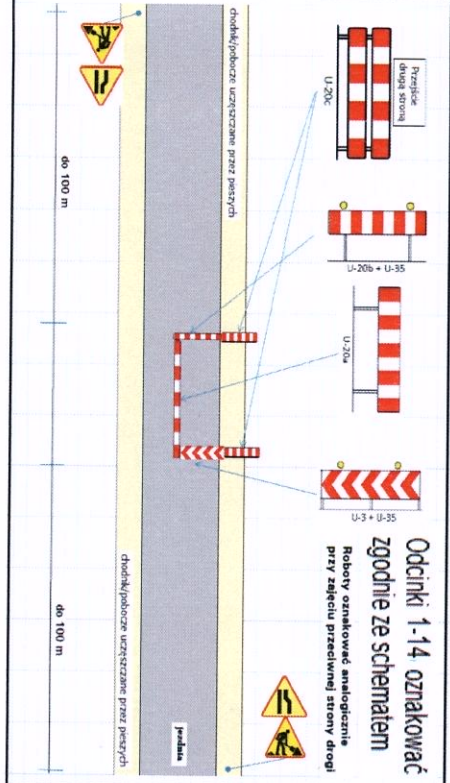 Odcinki 1-14 oznakować
zgodnie ze schematem
Roboty oznakować analogicznie
przy zajęciu przeciwnej strony drogi
Przejście
drugą stroną
U-20c
U-20b + U-35
U-20a
U-3 + U-35
chodnik/pobocze uczęszczane przez pieszych
jezdnia
chodnik/pobocze uczęszczane przez pieszych
do 100 m
do 100 m